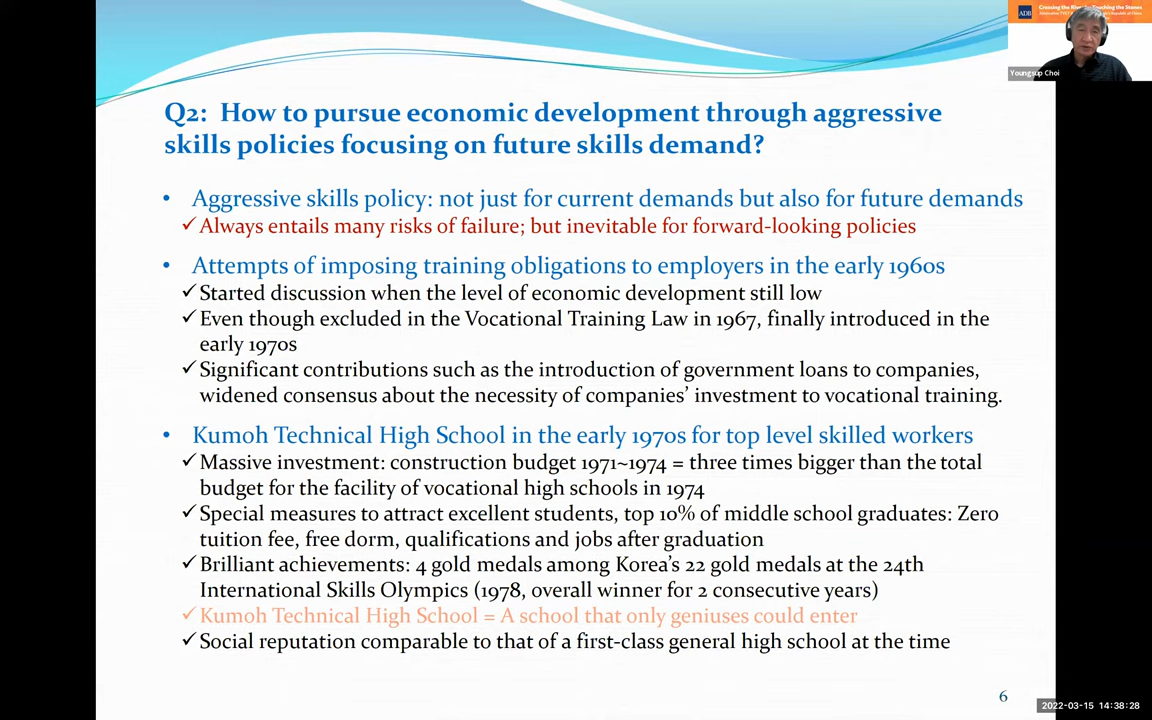 ADB
Crossing the River by Touching the Stones
Youngsup Choi
Q2: How to pursue economic development through aggressive
skills policies focusing on future skills demand?
• Aggressive skills policy: not just for current demands but also for future demands
✓Always entails many risks of failure; but inevitable for forward-looking policies
• Attempts of imposing training obligations to employers in the early 1960s
✓Started discussion when the level of economic development still low
✓Even though excluded in the Vocational Training Law in 1967, finally introduced in the
early 1970s
✓Significant contributions such as the introduction of government loans to companies,
widened consensus about the necessity of companies' investment to vocational training.
• Kumoh Technical High School in the early 1970s for top level skilled workers
✓Massive investment: construction budget 1971~1974 = three times bigger than the total
budget for the facility of vocational high schools in 1974
✓Special measures to attract excellent students, top 10% of middle school graduates: Zero
tuition fee, free dorm, qualifications and jobs after graduation
✓Brilliant achievements: 4 gold medals among Korea's 22 gold medals at the 24th
International Skills Olympics (1978, overall winner for 2 consecutive years)
✓Kumoh Technical High School = A school that only geniuses could enter
✓Social reputation comparable to that of a first-class general high school at the time
6
2022-03-15 14:38:28